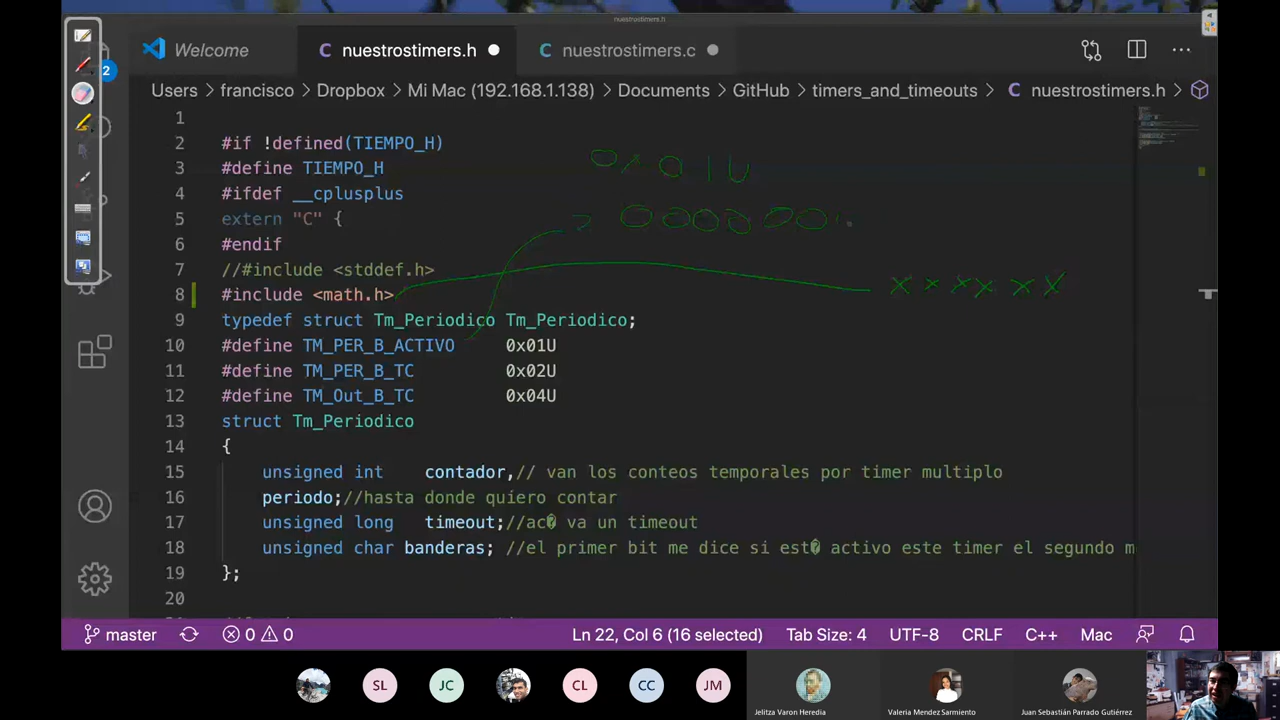 nuestrostimers.h
Welcome
C nuestrostimers.h
C nuestrostimers.c
2
Users > francisco > Dropbox > Mi Mac (192.168.1.138) > Documents > GitHub > timers_and_timeouts > C nuestrostimers.h >
1
2 #if !defined(TIEMPO_H)
3 #define TIEMPO_H
4 #ifdef __cplusplus
5 extern "C" {
6 #endif
7 //#include <stddef.h>
8 #include <math.h>
9 typedef struct Tm_Periodico Tm_Periodico;
10 #define TM_PER_B_ACTIVO 0x01U
11 #define TM_PER_B_TC 0x02U
12 #define TM_Out_B_TC 0x04U
13 struct Tm_Periodico
14 {
15 unsigned int contador,// van los conteos temporales por timer multiplo
16 periodo;//hasta donde quiero contar
17 unsigned long timeout;//ac� va un timeout
18 unsigned char banderas; //el primer bit me dice si est� activo este timer el segundo m
19 };
20
0x01U
0000001
xxxxxx
master 0 0 Ln 22, Col 6 (16 selected) Tab Size: 4 UTF-8 CRLF C++ Mac
SL JC CL CC JM
Jelitza Varon Heredia
Valeria Mendez Sarmiento
Juan Sebastián Parrado Gutiérrez